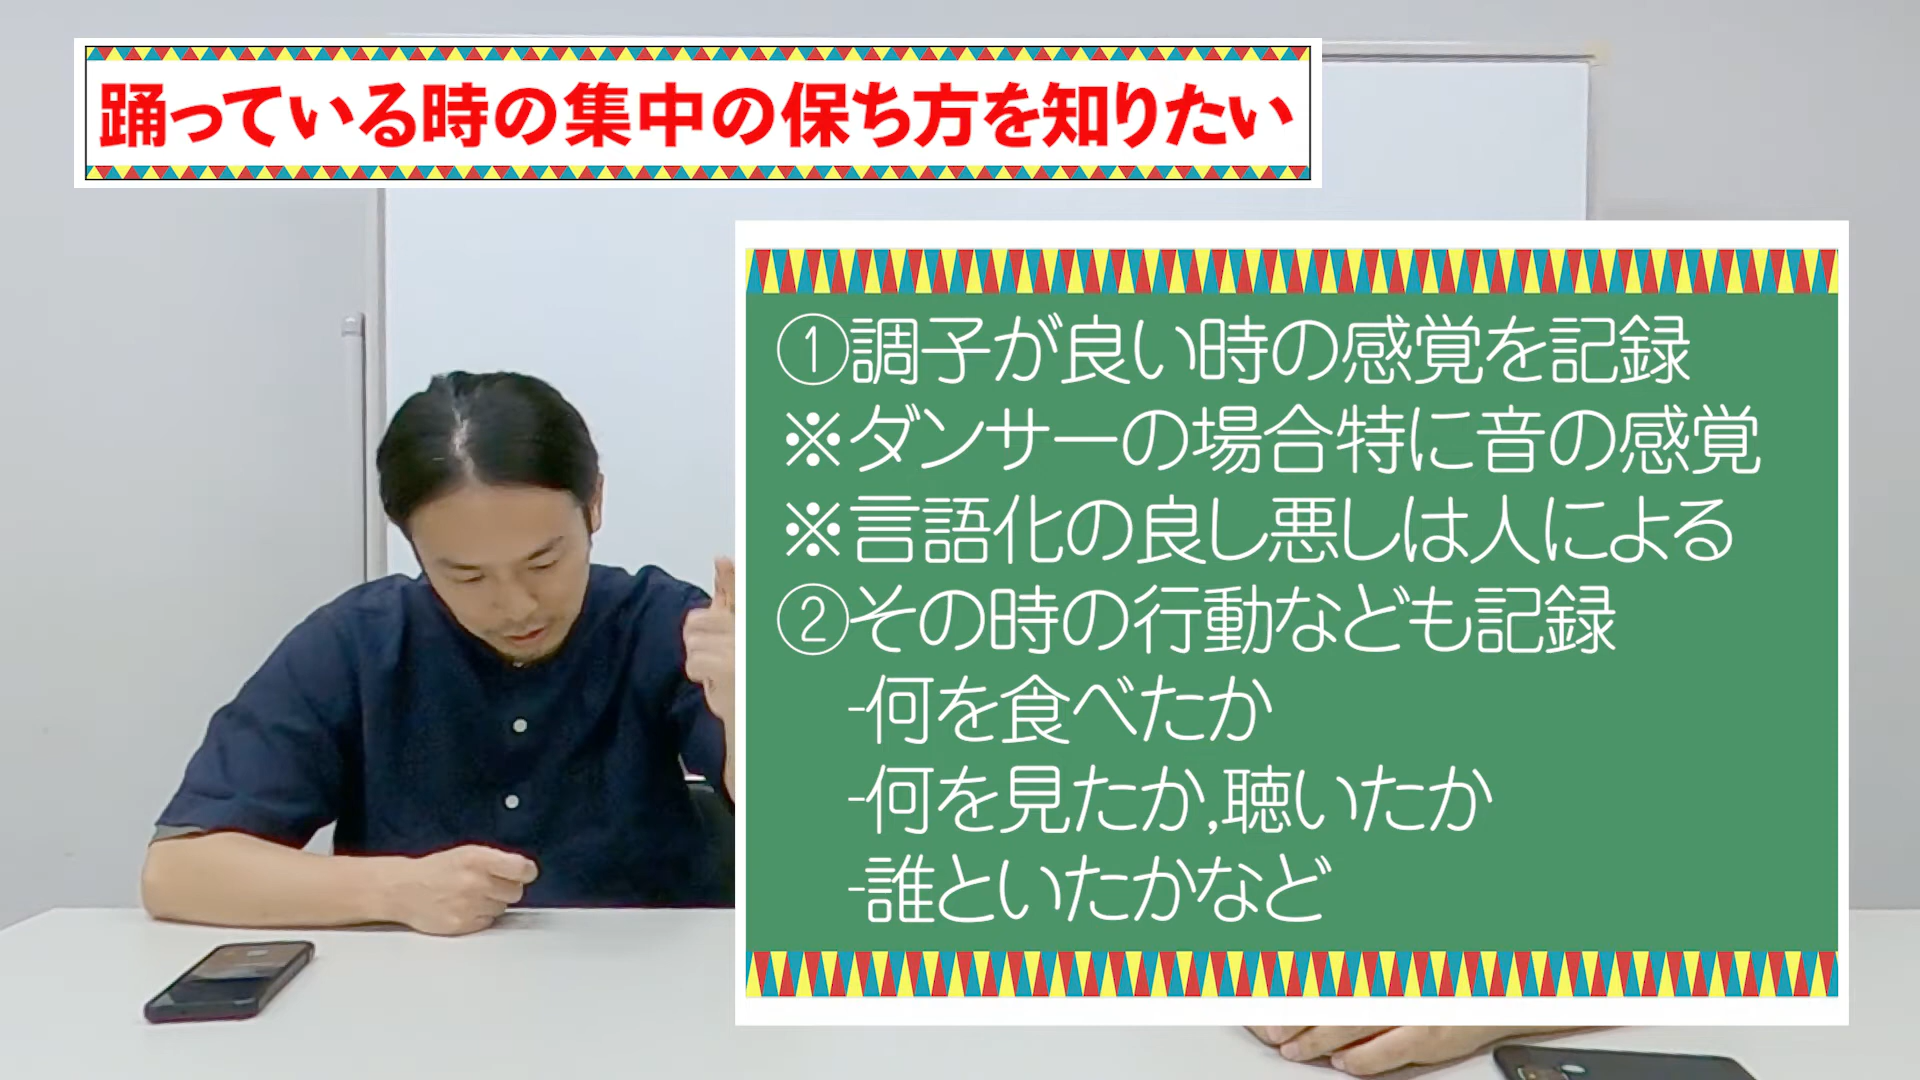 踊っている時の集中の保ち方を知りたい
①調子が良い時の感覚を記録
※ダンサーの場合特に音の感覚
※言語化の良し悪しは人による
②その時の行動なども記録
-何を食べたか
-何を見たか,聴いたか
-誰といたかなど